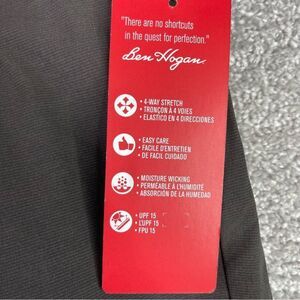 "There are no shortcuts
in the quest for perfection."
Ben Hogan
• 4-WAY STRETCH
• TRONÇON À 4 VOIES
• ELASTICO EN 4 DIRECCIONES
• EASY CARE
• FACILE D'ENTRETIEN
• DE FACIL CUIDADO
• MOISTURE WICKING
• PERMÉABLE À L'HUMIDITÉ
• ABSORCIÓN DE LA HUMEDAD
• UPF 15
• L'UPF 15
• FPU 15